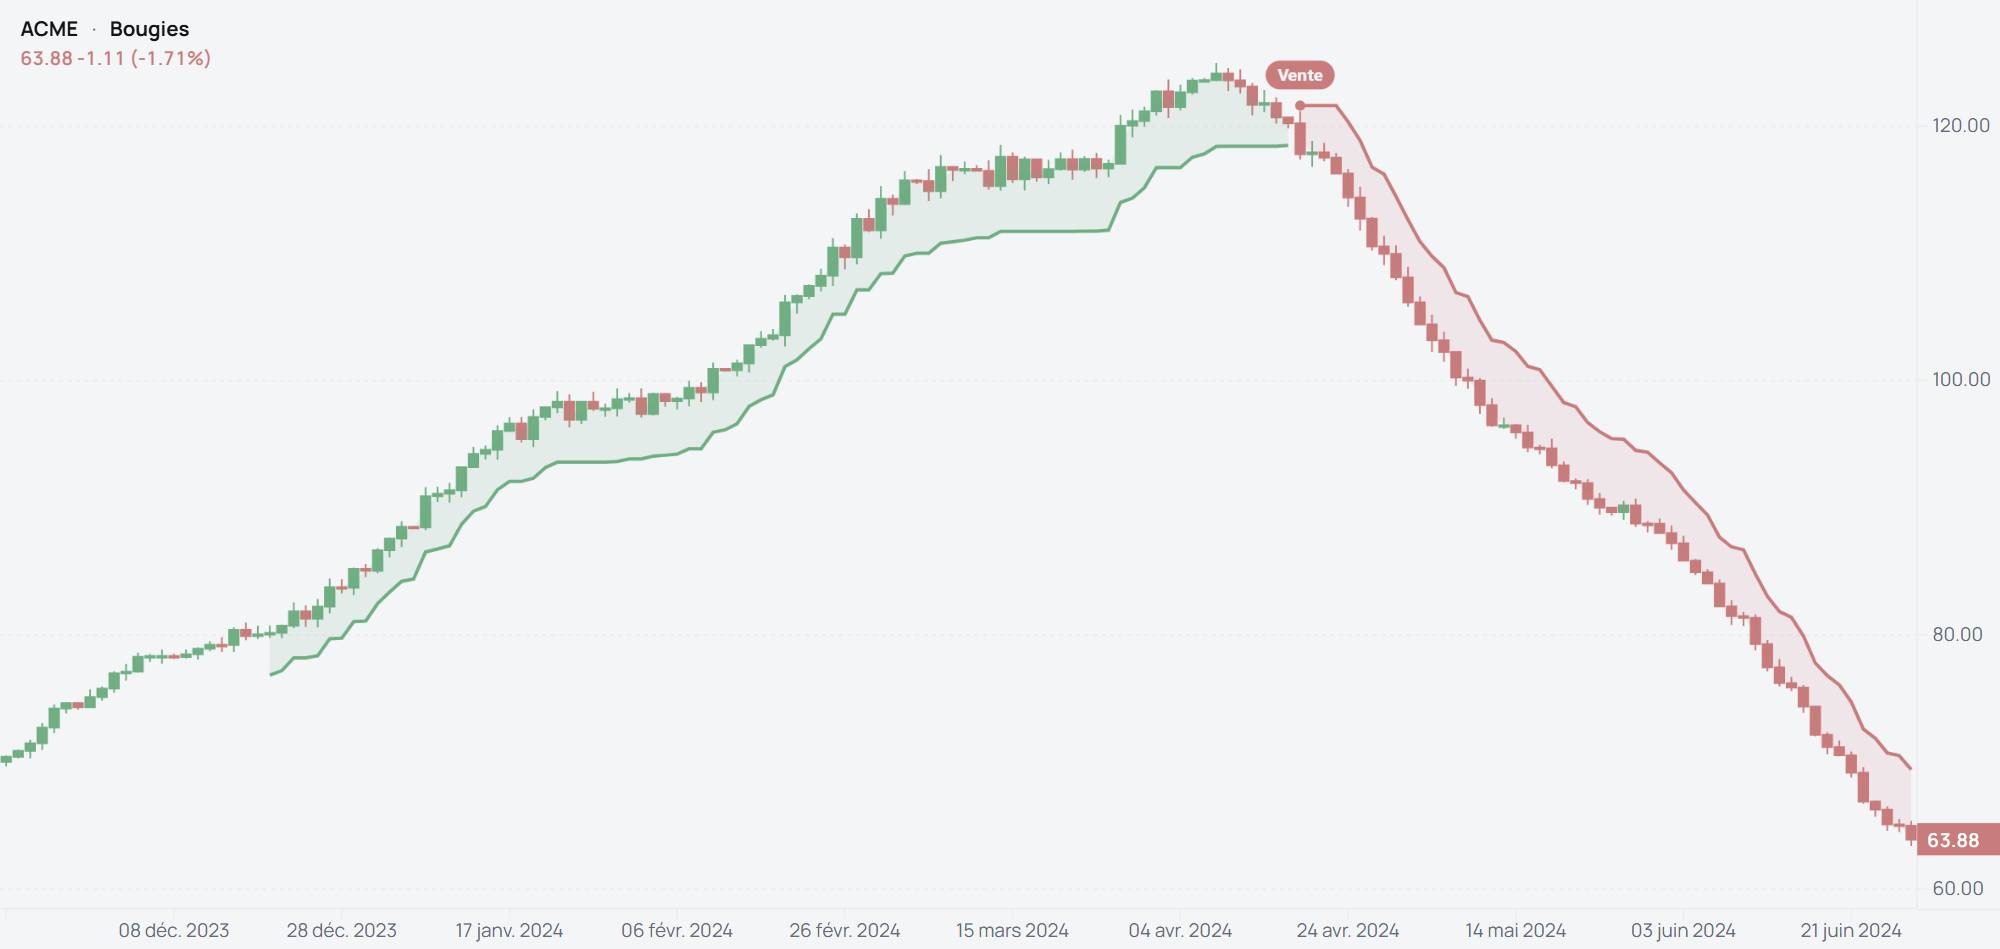 ACME · Bougies
63.88 -1.11 (-1.71%)
Vente
120.00
100.00
80.00
63.88
60.00
08 déc. 2023 28 déc. 2023 17 janv. 2024 06 févr. 2024 26 févr. 2024 15 mars 2024 04 avr. 2024 24 avr. 2024 14 mai 2024 03 juin 2024 21 juin 2024